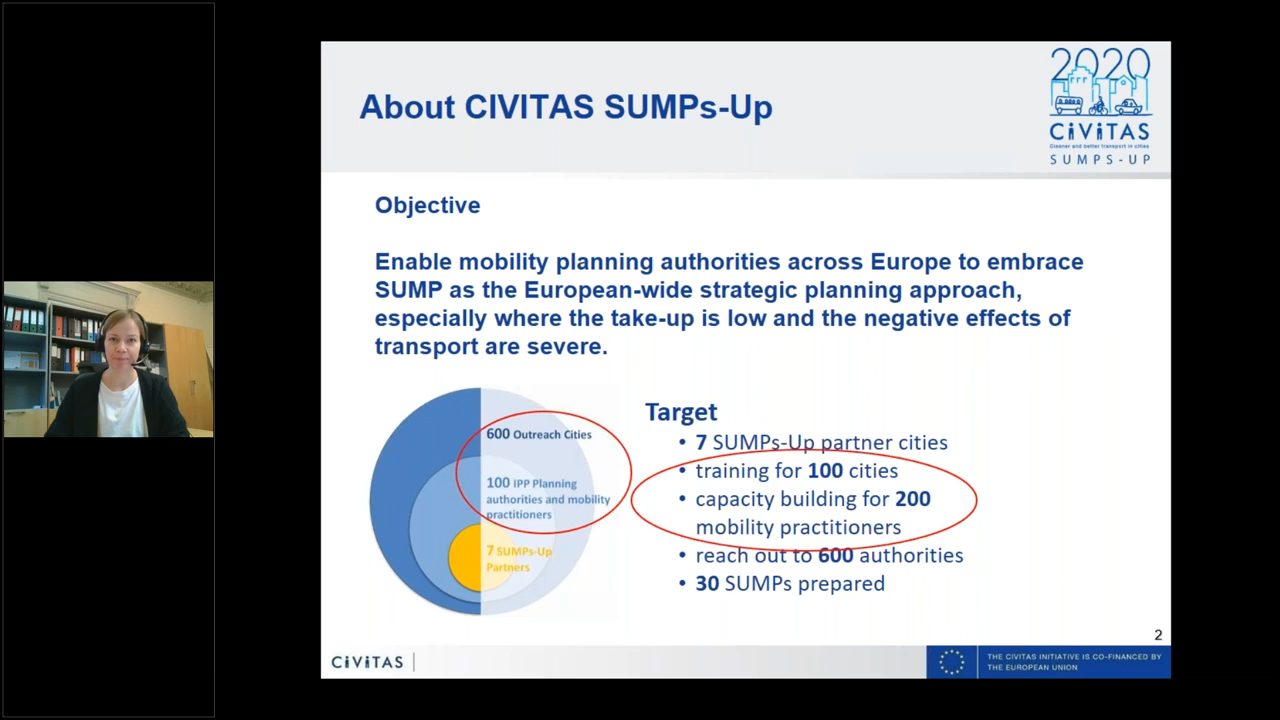 About CIVITAS SUMPs-Up
2020
CiViTAS
Cleaner and better transport in cities
SUMPS-UP
Objective
Enable mobility planning authorities across Europe to embrace
SUMP as the European-wide strategic planning approach,
especially where the take-up is low and the negative effects of
transport are severe.
600 Outreach Cities
100 IPP Planning
authorities and mobility
practitioners
7 SUMPs-Up
Partners
Target
• 7 SUMPs-Up partner cities
• training for 100 cities
• capacity building for 200
mobility practitioners
• reach out to 600 authorities
• 30 SUMPs prepared
2
CiViTAS
THE CIVITAS INITIATIVE IS CO-FINANCED BY
THE EUROPEAN UNION